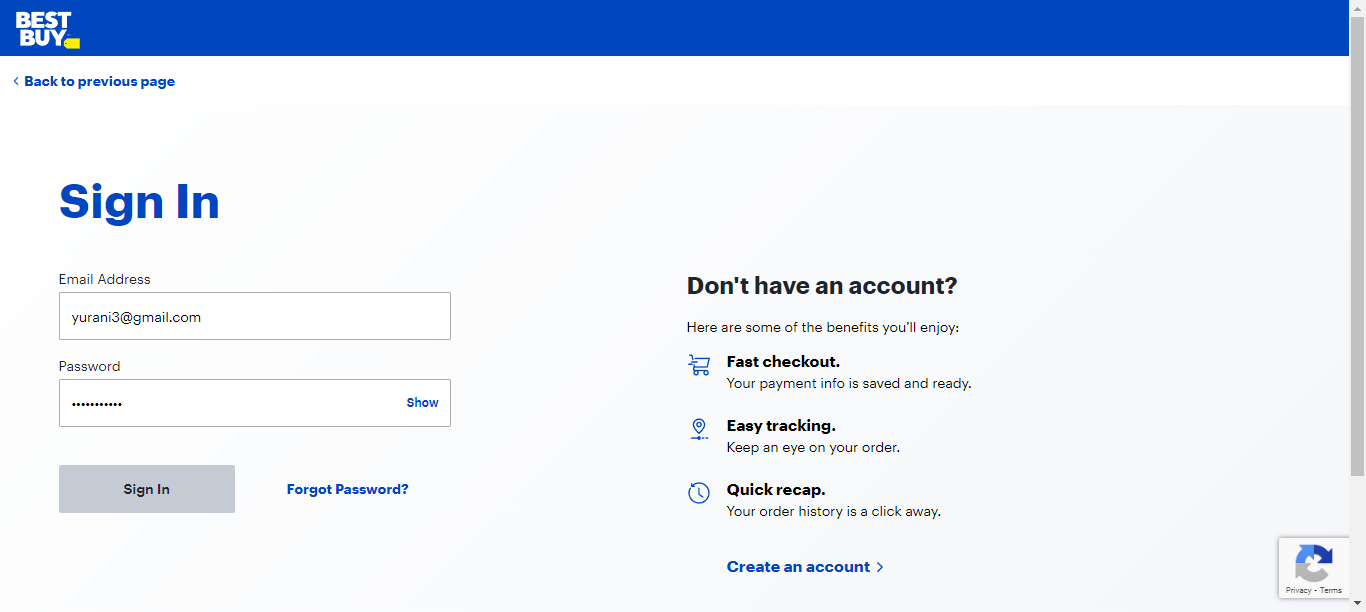 BEST
BUY
Back to previous page
Sign In
Email Address
yurani3@gmail.com
Password
•••••••••••
Show
Sign In
Forgot Password?
Don't have an account?
Here are some of the benefits you'll enjoy:
Fast checkout.
Your payment info is saved and ready.
Easy tracking.
Keep an eye on your order.
Quick recap.
Your order history is a click away.
Create an account
Privacy - Terms